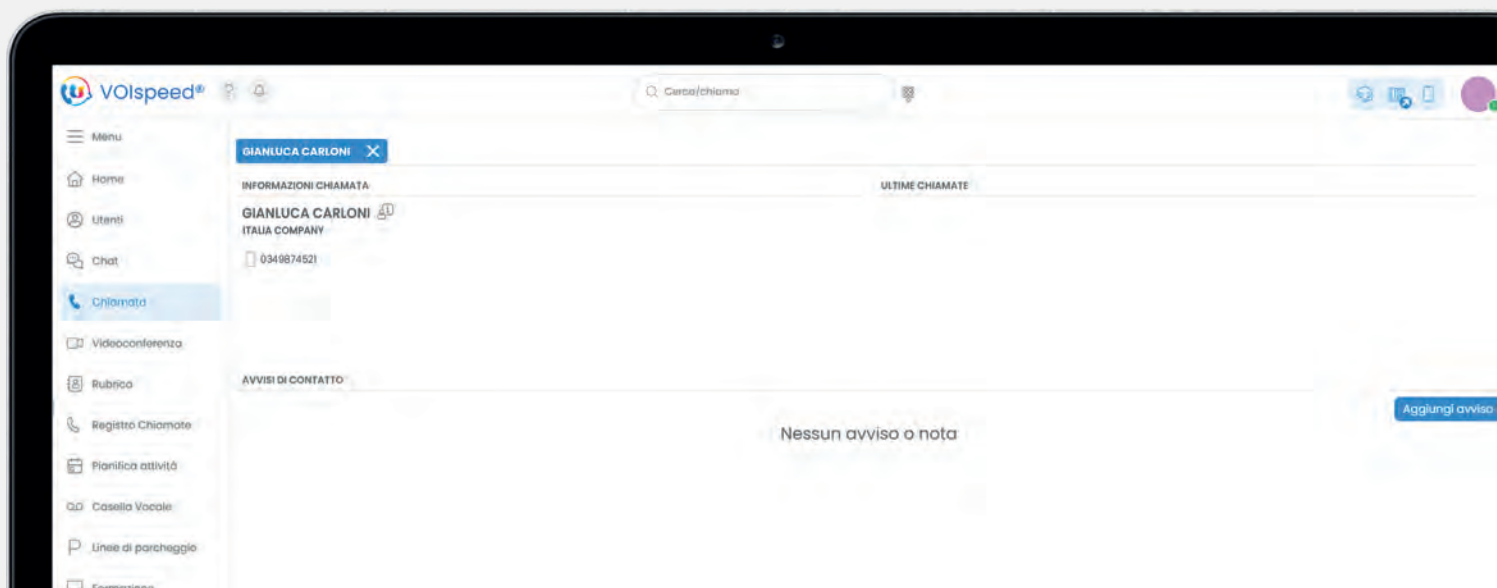 VOIspeed®
Cerca/chiama
Menu
Home
Utenti
Chat
Chiamata
Videoconferenza
Rubrica
Registro Chiamate
Pianifica attività
Casella Vocale
Linee di parcheggio
Formazione
GIANLUCA CARLONI
INFORMAZIONI CHIAMATA
GIANLUCA CARLONI
ITALIA COMPANY
0349874521
ULTIME CHIAMATE
AVVISI DI CONTATTO
Aggiungi avviso
Nessun avviso o nota